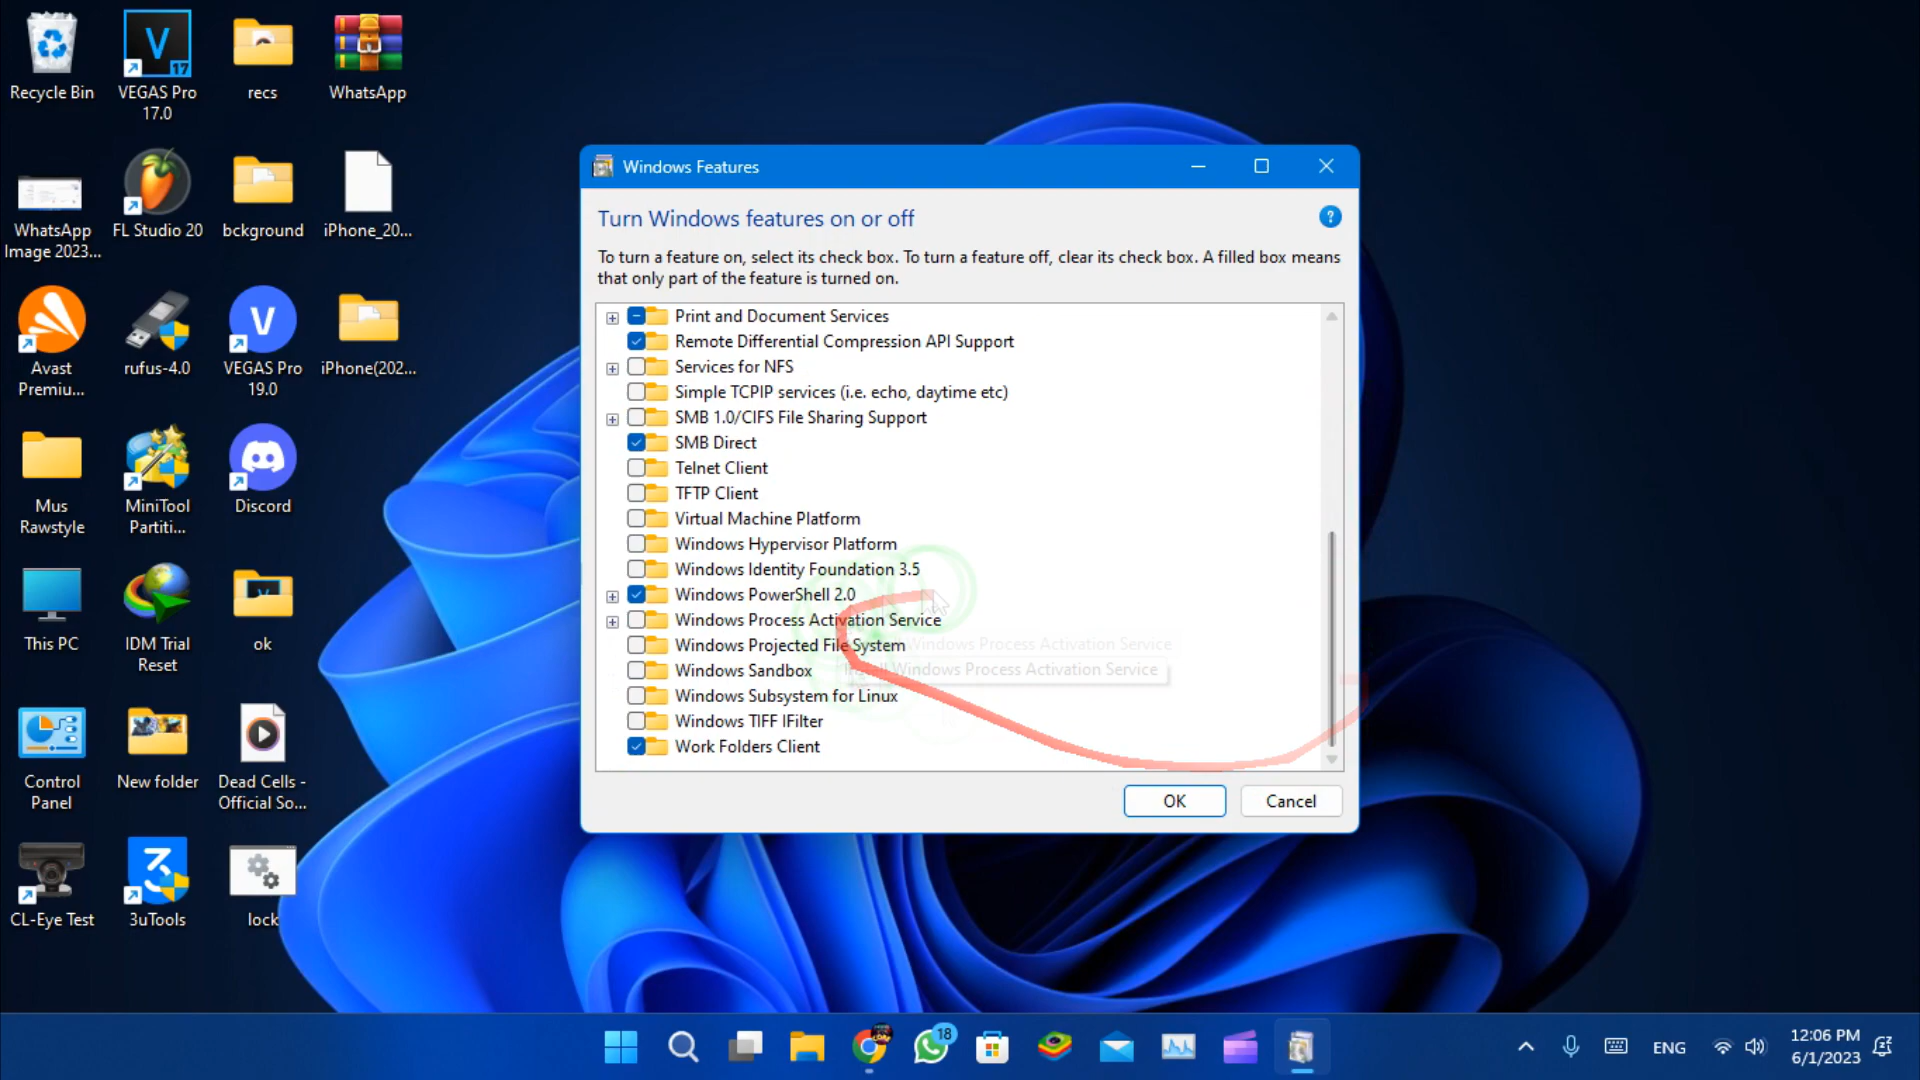 Recycle Bin
VEGAS Pro
17.0
recs
WhatsApp
WhatsApp
Image 2023...
FL Studio 20
bckground
iPhone_20...
Avast
Premiu...
rufus-4.0
VEGAS Pro
19.0
iPhone(202...
Mus
Rawstyle
MiniTool
Partiti...
Discord
This PC
IDM Trial
Reset
ok
Control
Panel
New folder
Dead Cells -
Official So...
CL-Eye Test
3uTools
lock
Windows Features
Turn Windows features on or off
To turn a feature on, select its check box. To turn a feature off, clear its check box. A filled box means
that only part of the feature is turned on.
Print and Document Services
Remote Differential Compression API Support
Services for NFS
Simple TCPIP services (i.e. echo, daytime etc)
SMB 1.0/CIFS File Sharing Support
SMB Direct
Telnet Client
TFTP Client
Virtual Machine Platform
Windows Hypervisor Platform
Windows Identity Foundation 3.5
Windows PowerShell 2.0
Windows Process Activation Service
Windows Projected File System
Windows Process Activation Service
Windows Sandbox
Install Windows Process Activation Service
Windows Subsystem for Linux
Windows TIFF IFilter
Work Folders Client
OK
Cancel
18
ENG
12:06 PM
6/1/2023